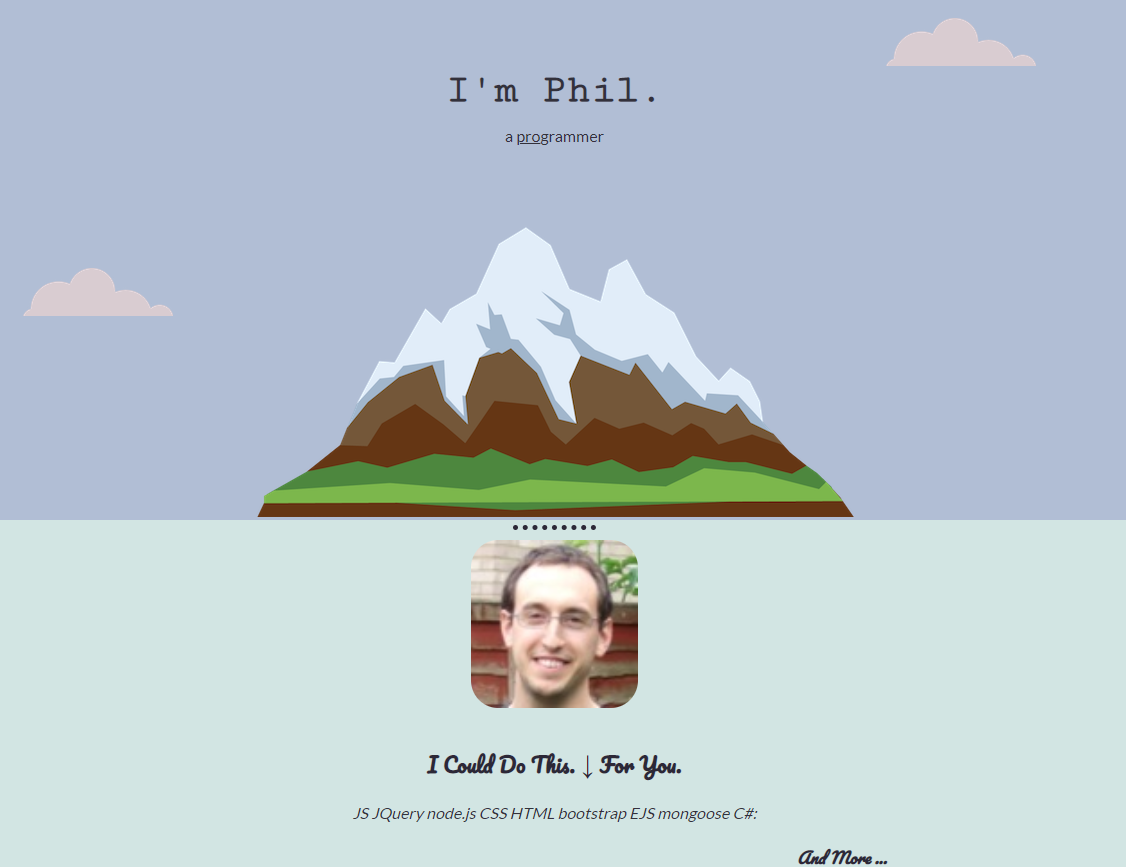 I'm Phil.
a programmer
I Could Do This. ↓ For You.
JS JQuery node.js CSS HTML bootstrap EJS mongoose C#:
And More ...